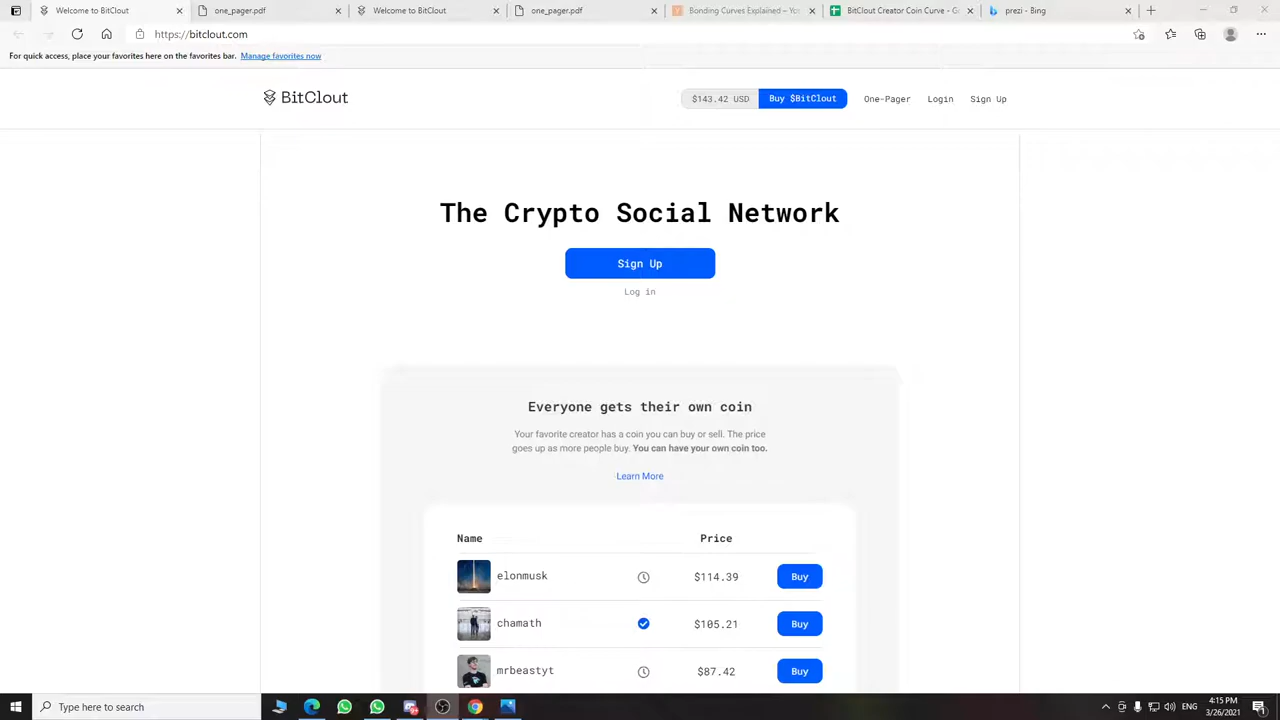 Welcome to BitClout
one_page.pdf
Welcome to BitClout
one_page.pdf
Bonding Curves Explained – Yo
BitClout Creator Coin Curve - G
prezi - Bing
https://bitclout.com
For quick access, place your favorites here on the favorites bar. Manage favorites now
BitClout
$143.42 USD
Buy $BitClout
One-Pager
Login
Sign Up
The Crypto Social Network
Sign Up
Log in
Everyone gets their own coin
Your favorite creator has a coin you can buy or sell. The price
goes up as more people buy. You can have your own coin too.
Learn More
Name Price
elonmusk $114.39 Buy
chamath $105.21 Buy
mrbeastyt $87.42 Buy
Type here to search
ENG
4:15 PM
3/26/2021